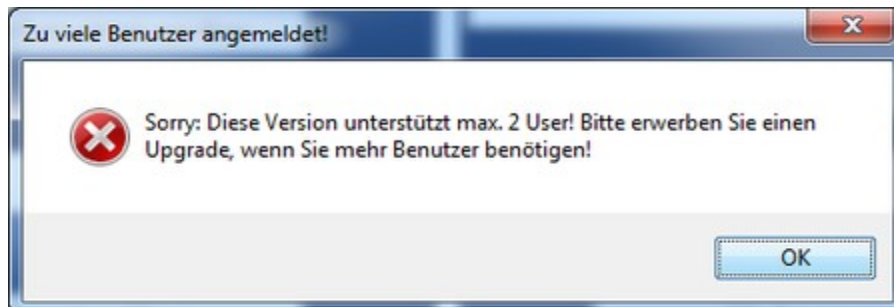 Zu viele Benutzer angemeldet!
Sorry: Diese Version unterstützt max. 2 User! Bitte erwerben Sie einen
Upgrade, wenn Sie mehr Benutzer benötigen!
OK